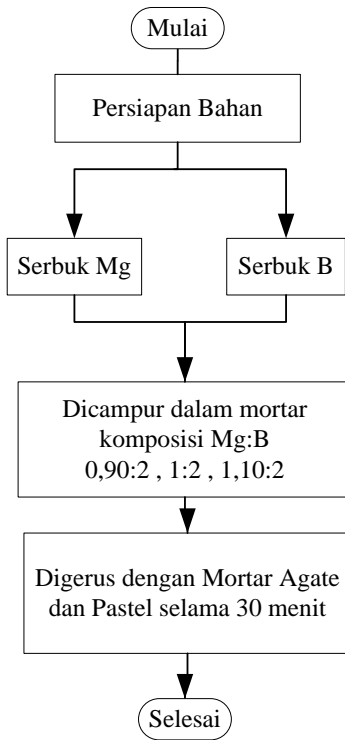 Mulai
Persiapan Bahan
Serbuk Mg
Serbuk B
Dicampur dalam mortar
komposisi Mg:B
0,90:2 , 1:2 , 1,10:2
Digerus dengan Mortar Agate
dan Pastel selama 30 menit
Selesai